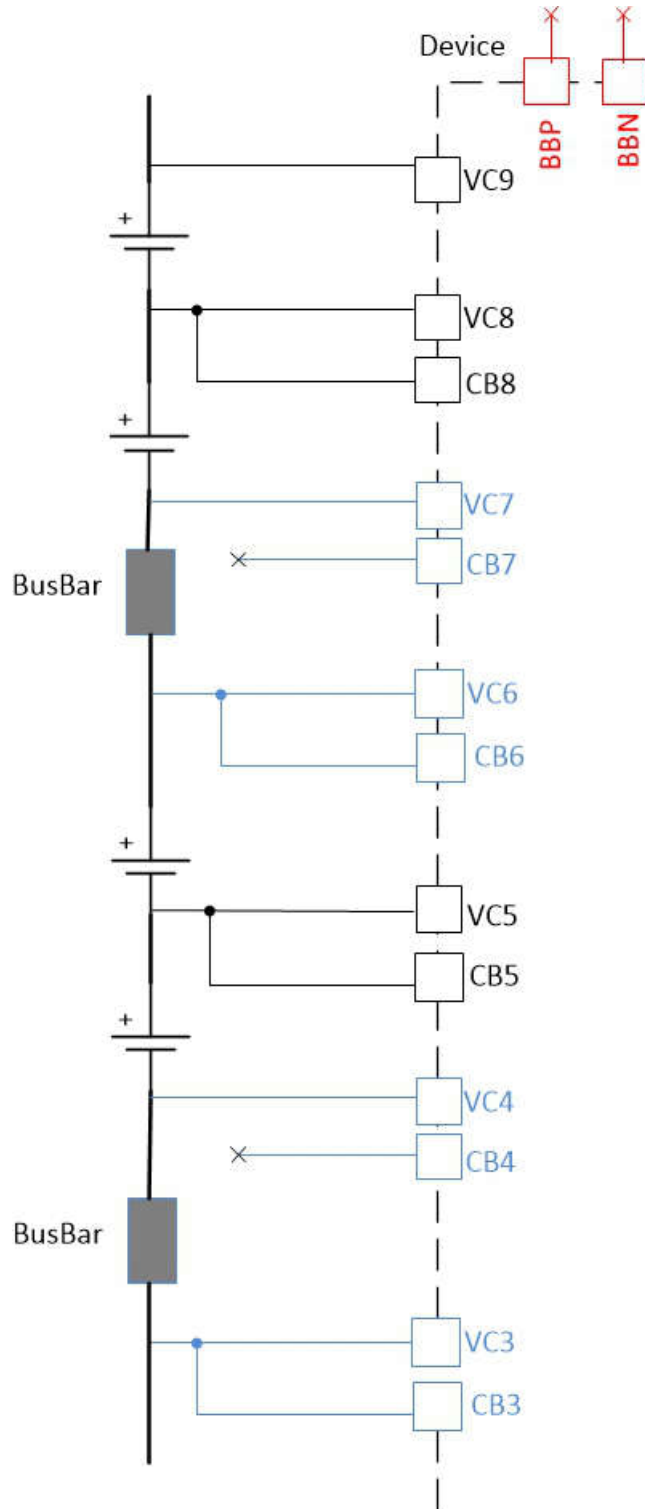 Device
BBP
BBN
VC9
+
VC8
CB8
+
VC7
CB7
BusBar
VC6
CB6
+
VC5
CB5
+
VC4
CB4
BusBar
VC3
CB3